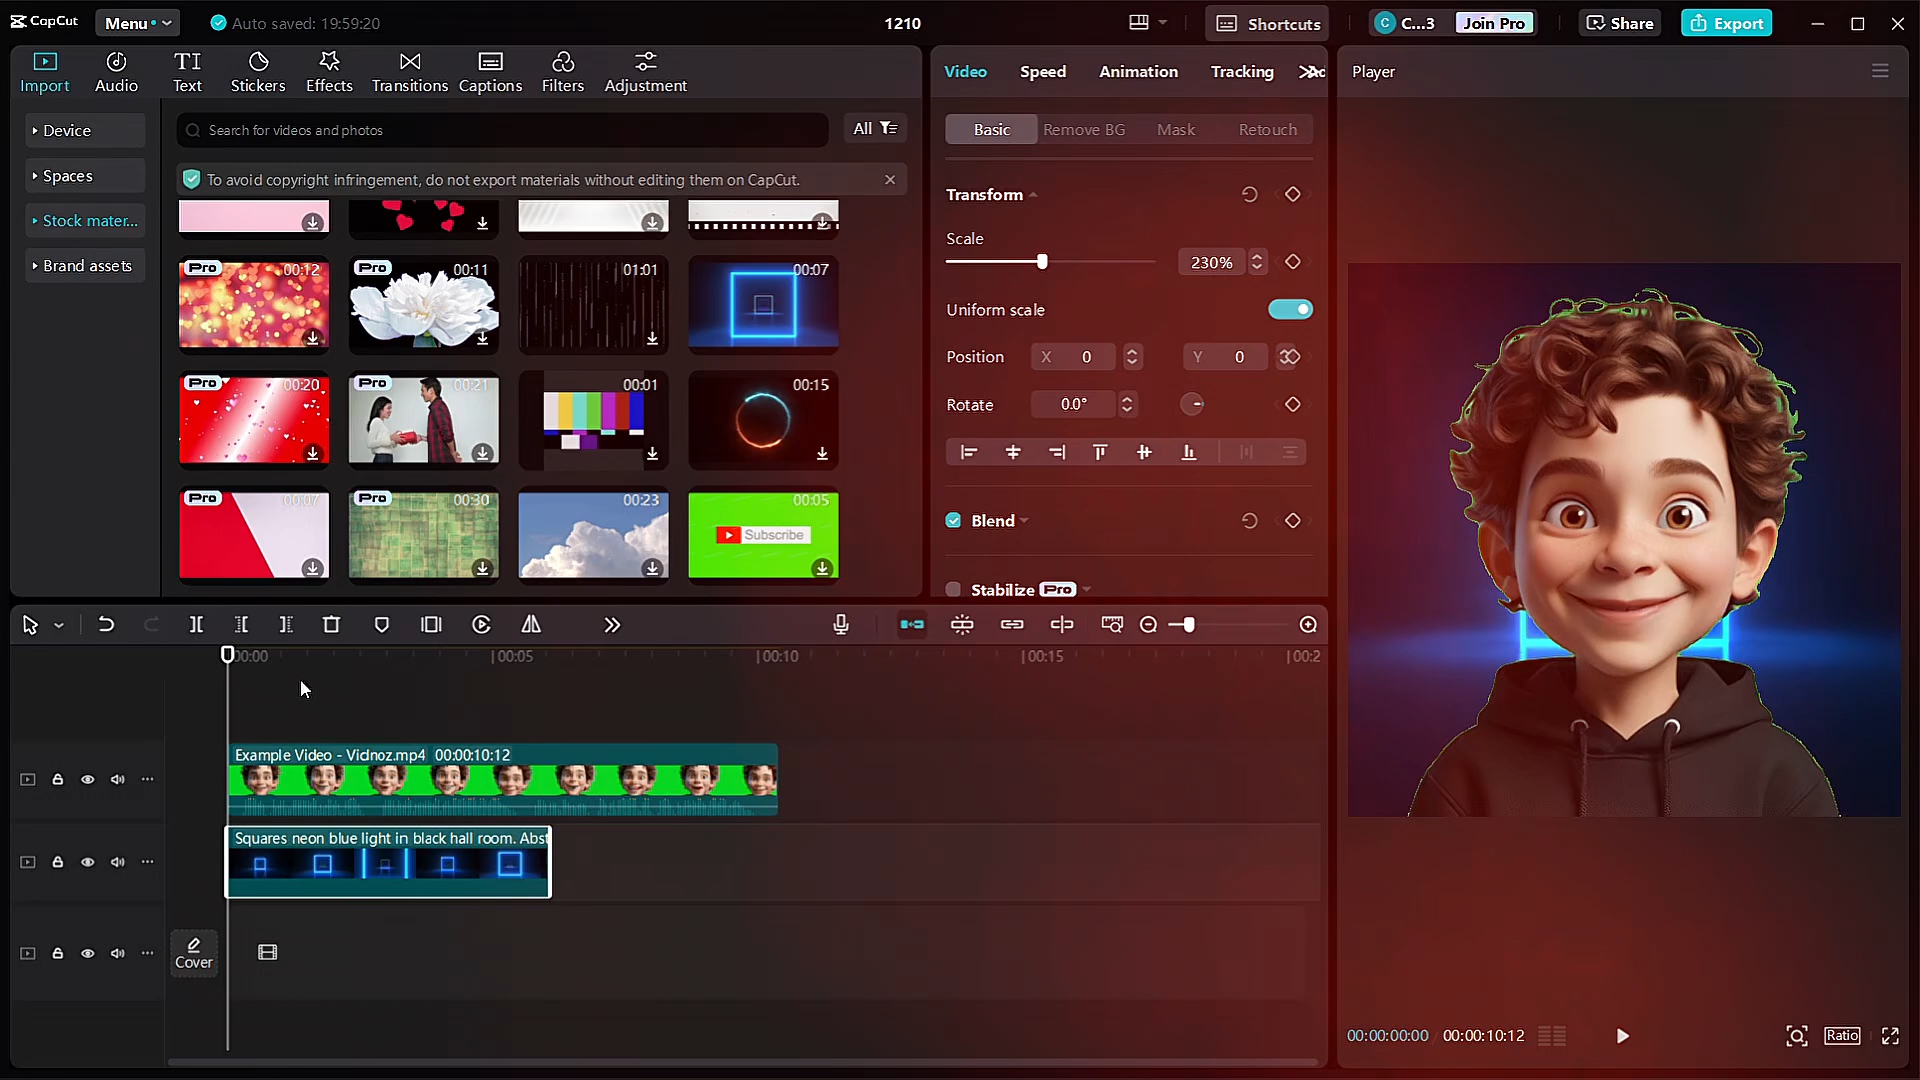 CapCut
Menu
Auto saved: 19:59:20
1210
Shortcuts
C C...3
Join Pro
Share
Export
Import
Audio
TI
Text
Stickers
Effects
Transitions
Captions
Filters
Adjustment
Device
Spaces
Stock mater...
Brand assets
Search for videos and photos
All
To avoid copyright infringement, do not export materials without editing them on CapCut.
Pro 00:12
Pro 00:11
01:01
00:07
Pro 00:20
Pro 00:21
00:01
00:15
Pro 00:07
Pro 00:30
00:23
00:05
Subscribe
Video
Speed
Animation
Tracking
Basic
Remove BG
Mask
Retouch
Transform
Scale
230%
Uniform scale
Position X 0 Y 0
Rotate 0.0°
Blend
Stabilize Pro
Player
00:00
00:05
00:10
00:15
00:2
Example Video - Vidnoz.mp4 00:00:10:12
Squares neon blue light in black hall room. Abst
Cover
00:00:00:00 / 00:00:10:12
Ratio